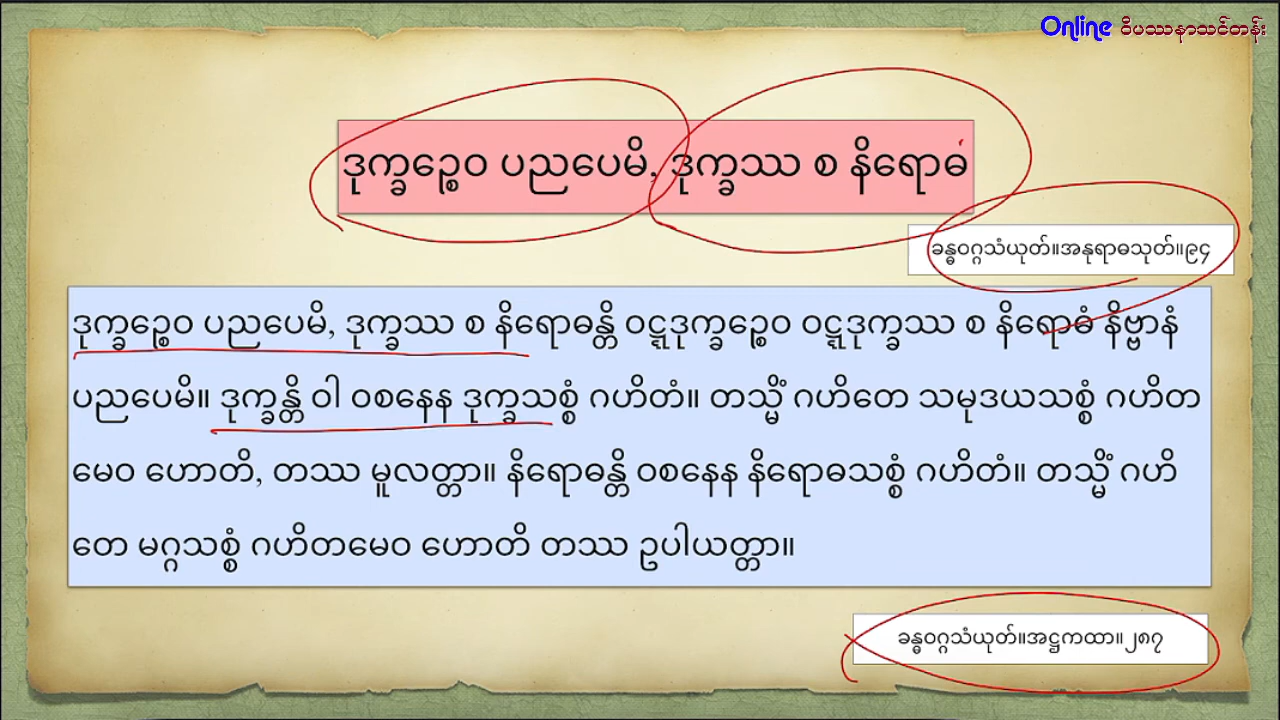 Online ဝိပဿနာသင်တန်း
ဒုက္ခဉ္စေဝ ပညပေမိ, ဒုက္ခဿ စ နိရောဓံ
ခန္ဓဝဂ္ဂသံယုတ်။အနုရာဓသုတ်။၉၄
ဒုက္ခဉ္စေဝ ပညပေမိ, ဒုက္ခဿ စ နိရောဓန္တိ ဝဋ္ဋဒုက္ခဉ္စေဝ ဝဋ္ဋဒုက္ခဿ စ နိရောဓံ နိဗ္ဗာနံ
ပညပေမိ။ ဒုက္ခန္တိ ဝါ ဝစနေန ဒုက္ခသစ္စံ ဂဟိတံ။ တသ္မိံ ဂဟိတေ သမုဒယသစ္စံ ဂဟိတ
မေဝ ဟောတိ, တဿ မူလတ္တာ။ နိရောဓန္တိ ဝစနေန နိရောဓသစ္စံ ဂဟိတံ။ တသ္မိံ ဂဟိ
တေ မဂ္ဂသစ္စံ ဂဟိတမေဝ ဟောတိ တဿ ဥပါယတ္တာ။
ခန္ဓဝဂ္ဂသံယုတ်။အဋ္ဌကထာ။၂၈၇